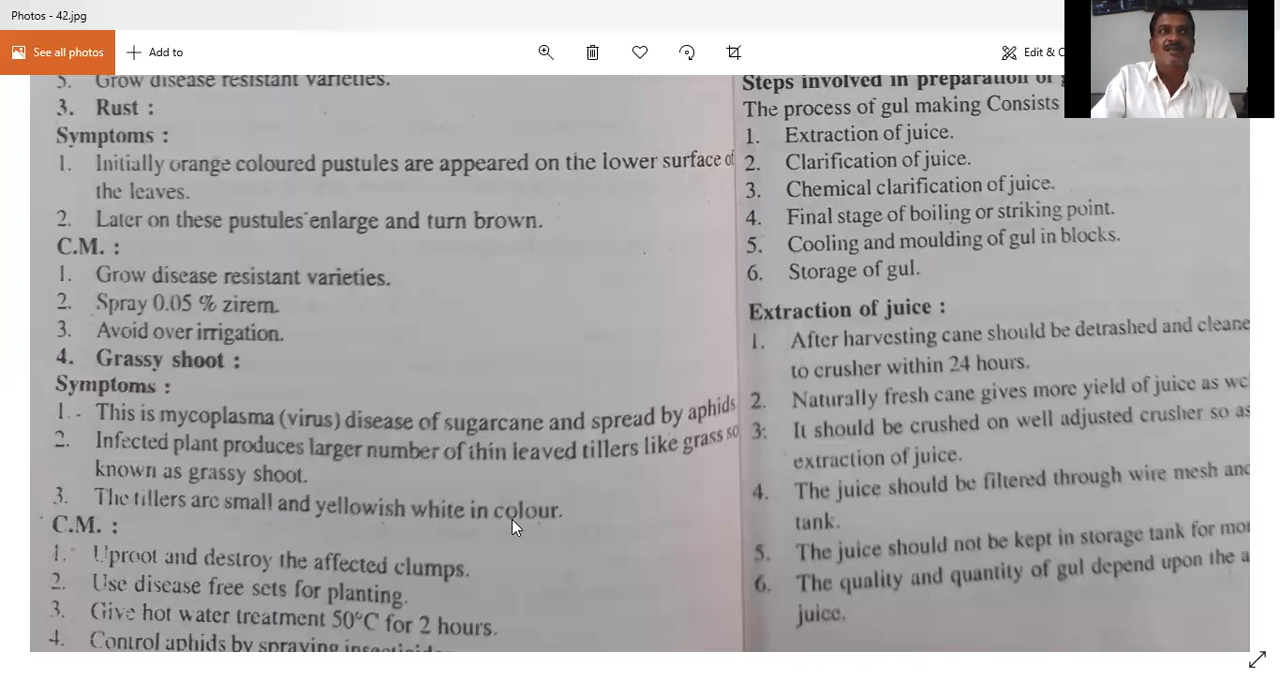 Photos - 42.jpg
See all photos
Add to
Edit & C
5. Grow disease resistant varieties.
3. Rust :
Symptoms :
1. Initially orange coloured pustules are appeared on the lower surface of
the leaves.
2. Later on these pustules enlarge and turn brown.
C.M. :
1. Grow disease resistant varieties.
2. Spray 0.05 % zirem.
3. Avoid over irrigation.
4. Grassy shoot :
Symptoms :
1. This is mycoplasma (virus) disease of sugarcane and spread by aphids
2. Infected plant produces larger number of thin leaved tillers like grass so
known as grassy shoot.
3. The tillers are small and yellowish white in colour.
C.M. :
1. Uproot and destroy the affected clumps.
2. Use disease free sets for planting.
3. Give hot water treatment 50°C for 2 hours.
4. Control aphids by spraying
Steps involved in preparation of
The process of gul making Consists
1. Extraction of juice.
2. Clarification of juice.
3. Chemical clarification of juice.
4. Final stage of boiling or striking point.
5. Cooling and moulding of gul in blocks.
6. Storage of gul.
Extraction of juice :
1. After harvesting cane should be detrashed and cleane
to crusher within 24 hours.
2. Naturally fresh cane gives more yield of juice as we
3. It should be crushed on well adjusted crusher so as
extraction of juice.
4. The juice should be filtered through wire mesh and
tank.
5. The juice should not be kept in storage tank for mo
6. The quality and quantity of gul depend upon the a
juice.